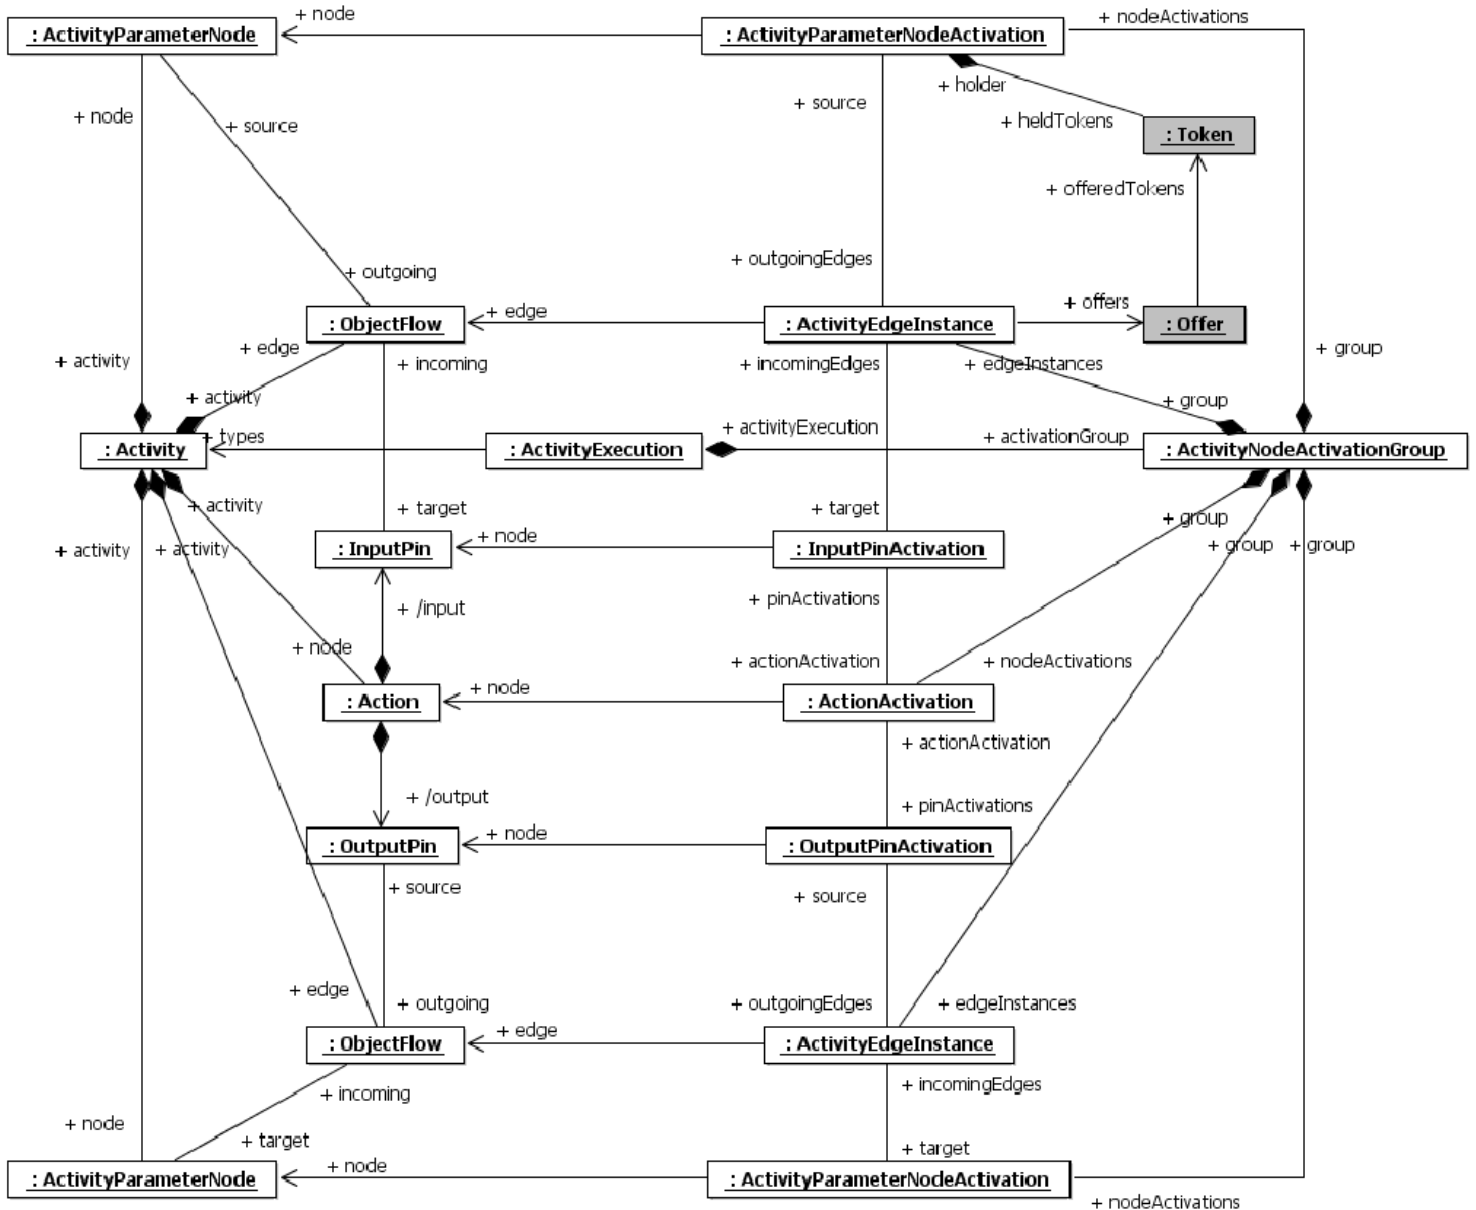 + node
+ nodeActivations
: ActivityParameterNode
: ActivityParameterNodeActivation
+ holder
+ source
+ node
+ heldTokens
+ source
: Token
+ offeredTokens
+ outgoingEdges
+ outgoing
+ offers
+ edge
: ObjectFlow
: ActivityEdgeInstance
: Offer
+ edge
+ group
+ activity
+ incoming
+ incomingEdges
+ edgeInstances
+ activity
+ group
+ types
+ activityExecution
+ activationGroup
: Activity
: ActivityExecution
: ActivityNodeActivationGroup
+ activity
+ target
+ target
+ group
+ node
+ activity
+ activity
+ group
+ group
: InputPin
: InputPinActivation
+ /input
+ pinActivations
+ node
+ actionActivation
+ nodeActivations
+ node
: Action
: ActionActivation
+ actionActivation
+ /output
+ pinActivations
+ node
: OutputPin
: OutputPinActivation
+ source
+ source
+ edge
+ outgoing
+ outgoingEdges
+ edgeInstances
+ edge
: ObjectFlow
: ActivityEdgeInstance
+ incoming
+ incomingEdges
+ node
+ target
+ target
+ node
: ActivityParameterNode
: ActivityParameterNodeActivation
+ nodeActivations